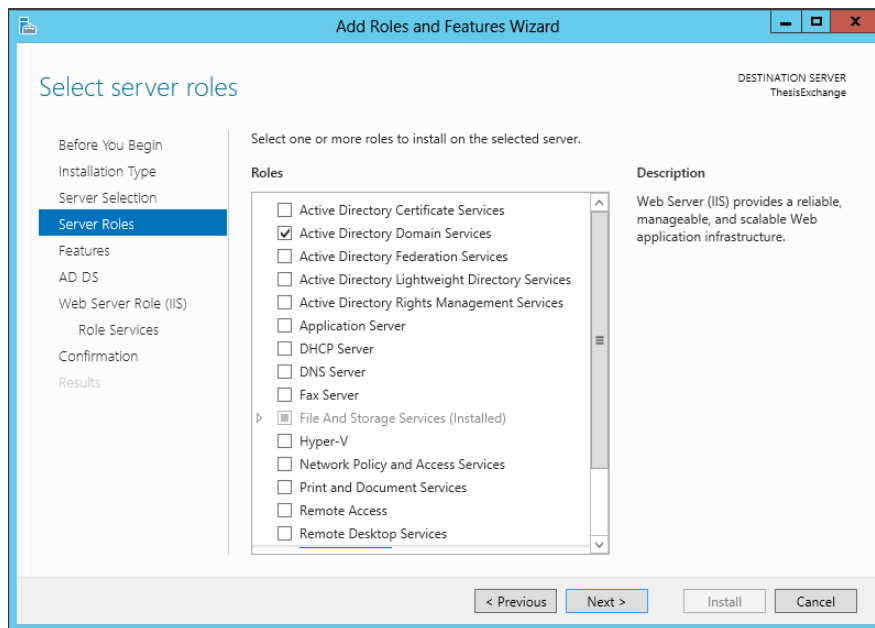 Add Roles and Features Wizard
Select server roles
DESTINATION SERVER
ThesisExchange
Before You Begin
Installation Type
Server Selection
Server Roles
Features
AD DS
Web Server Role (IIS)
Role Services
Confirmation
Results
Select one or more roles to install on the selected server.
Roles
Active Directory Certificate Services
Active Directory Domain Services
Active Directory Federation Services
Active Directory Lightweight Directory Services
Active Directory Rights Management Services
Application Server
DHCP Server
DNS Server
Fax Server
File And Storage Services (Installed)
Hyper-V
Network Policy and Access Services
Print and Document Services
Remote Access
Remote Desktop Services
Description
Web Server (IIS) provides a reliable,
manageable, and scalable Web
application infrastructure.
< Previous
Next >
Install
Cancel